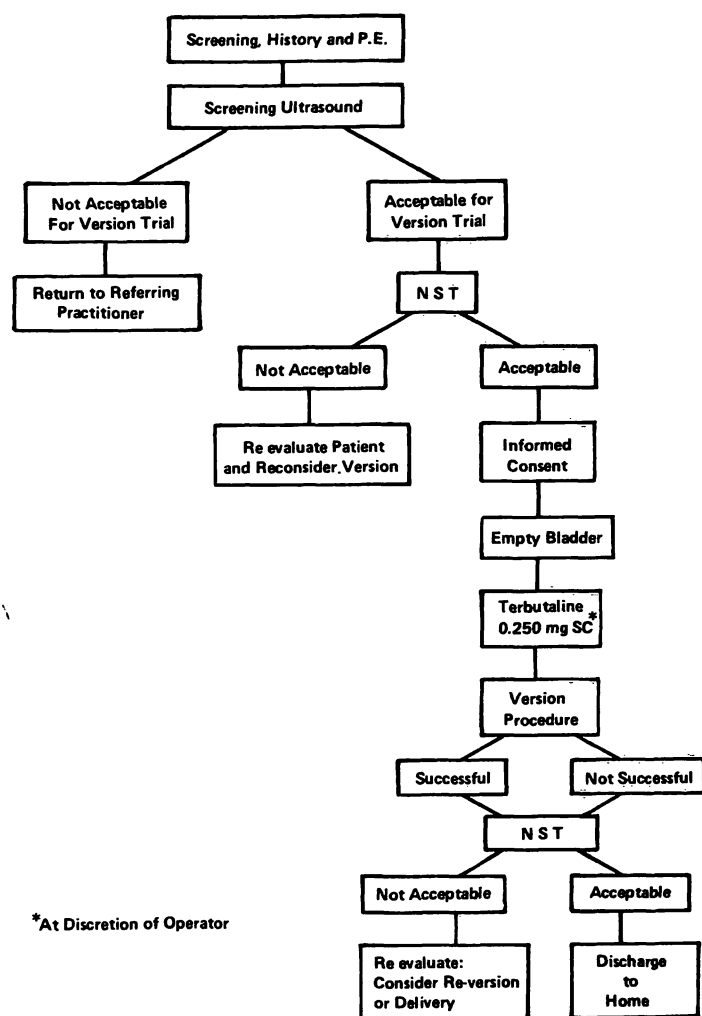 Screening, History and P.E.
Screening Ultrasound
Not Acceptable
For Version Trial
Acceptable for
Version Trial
Return to Referring
Practitioner
N S T
Not Acceptable
Acceptable
Re evaluate Patient
and Reconsider. Version
Informed
Consent
Empty Bladder
Terbutaline
0.250 mg SC*
Version
Procedure
Successful
Not Successful
N S T
Not Acceptable
Acceptable
*At Discretion of Operator
Re evaluate:
Consider Re-version
or Delivery
Discharge
to
Home